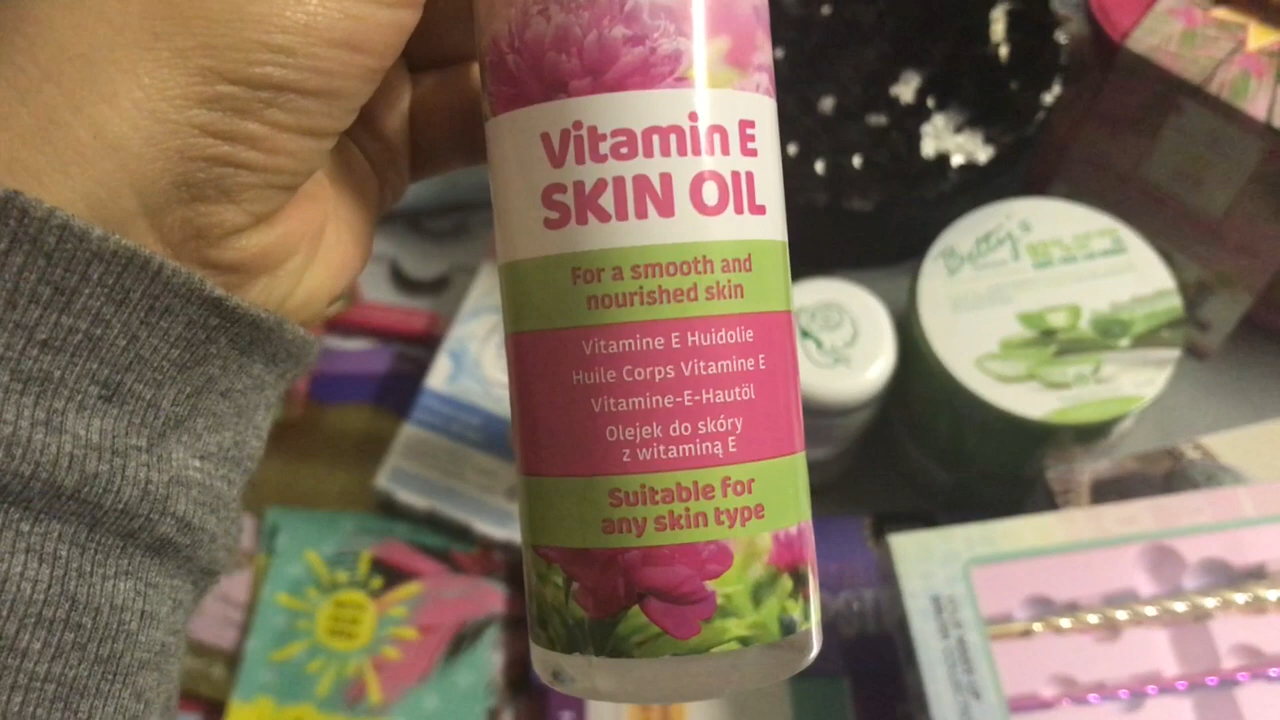 Vitamin E
SKIN OIL
For a smooth and
nourished skin
Vitamine E Huidolie
Huile Corps Vitamine E
Vitamine-E-Hautöl
Olejek do skóry
z witaminą E
Suitable for
any skin type
Betty's